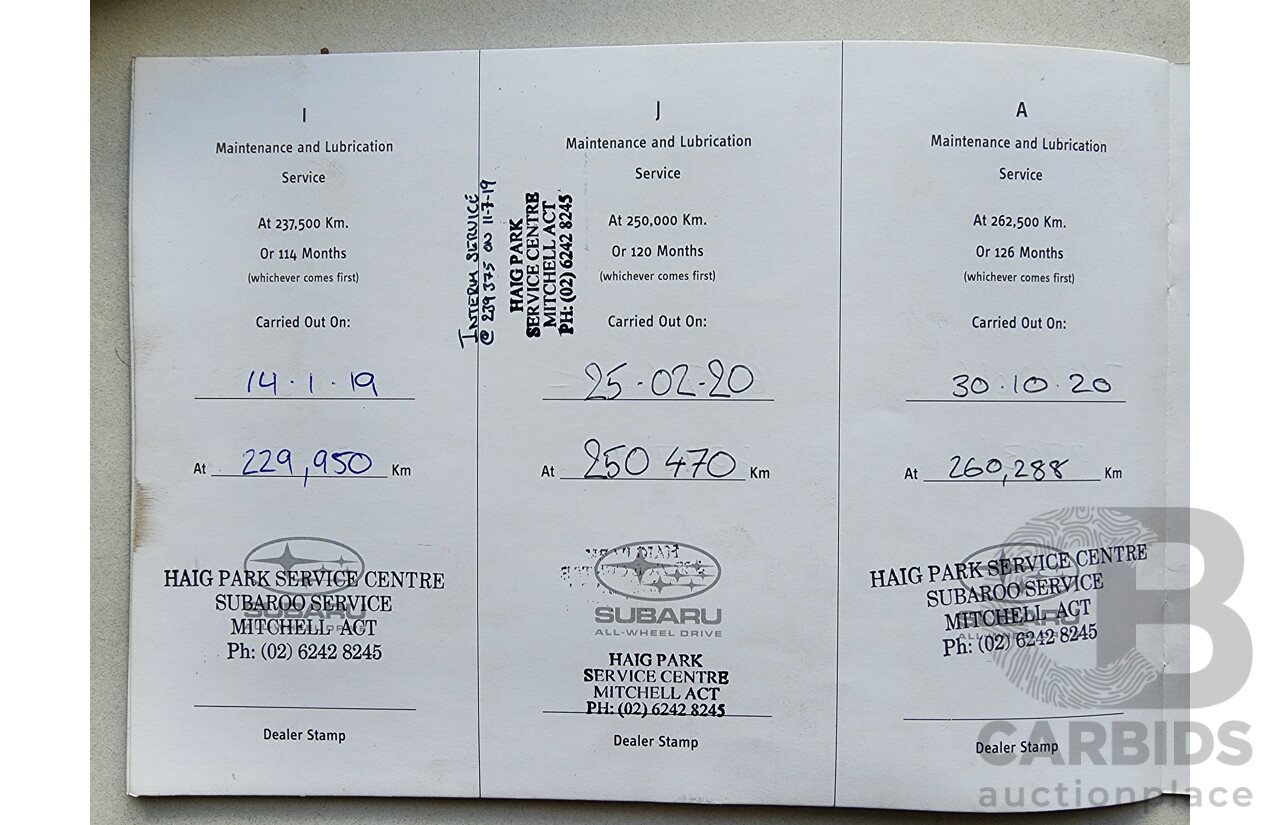 I
Maintenance and Lubrication
Service
At 237,500 Km.
Or 114 Months
(whichever comes first)
Carried Out On:
14.1.19
At 229,950 Km
HAIG PARK SERVICE CENTRE
SUBAROO SERVICE
SUBARU
MITCHELL ACT
Ph: (02) 6242 8245
Dealer Stamp
INTERIM SERVICE
@ 239 375 ON 11-7-19
HAIG PARK
SERVICE CENTRE
MITCHELL ACT
PH: (02) 6242 8245
J
Maintenance and Lubrication
Service
At 250,000 Km.
Or 120 Months
(whichever comes first)
Carried Out On:
25-02-20
At 250 470 Km
SUBARU
ALL-WHEEL DRIVE
HAIG PARK
SERVICE CENTRE
MITCHELL ACT
PH: (02) 6242 8245
Dealer Stamp
A
Maintenance and Lubrication
Service
At 262,500 Km.
Or 126 Months
(whichever comes first)
Carried Out On:
30.10.20
At 260,288 Km
HAIG PARK SERVICE CENTRE
SUBAROO SERVICE
MITCHELL ACT
Ph: (02) 6242 8245
Dealer Stamp
CARBIDS
auctionplace